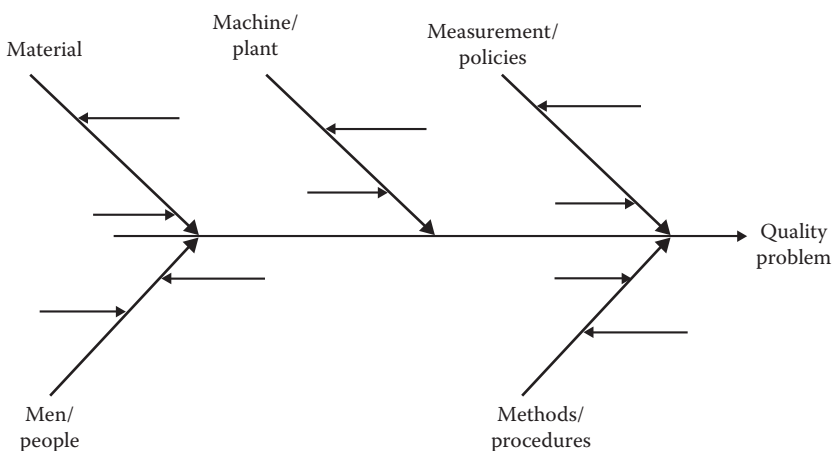 Material
Machine/
plant
Measurement/
policies
Quality
problem
Men/
people
Methods/
procedures